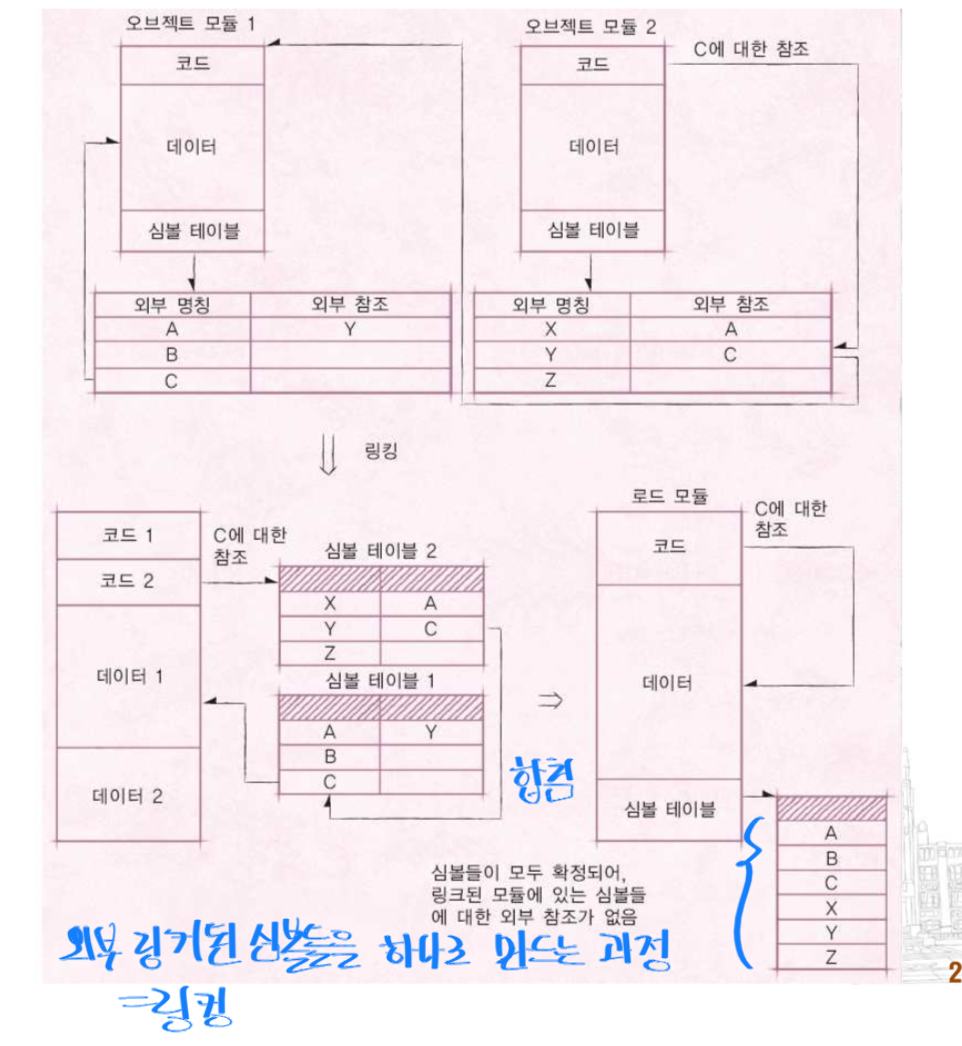 오브젝트 모듈 1
코드
데이터
심볼 테이블
외부 명칭 외부 참조
A Y
B
C
오브젝트 모듈 2
C에 대한 참조
코드
데이터
심볼 테이블
외부 명칭 외부 참조
X A
Y C
Z
링킹
코드 1
코드 2
데이터 1
데이터 2
C에 대한
참조
심볼 테이블 2
X A
Y C
Z
심볼 테이블 1
A Y
B
C
합침
로드 모듈
C에 대한
참조
코드
데이터
심볼 테이블
A
B
C
X
Y
Z
심볼들이 모두 확정되어,
링크된 모듈에 있는 심볼들
에 대한 외부 참조가 없음
외부 링거된 심볼들을 하나로 만드는 과정
=링킹
2